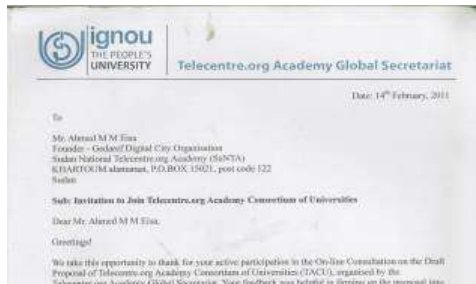 ignou
THE PEOPLE'S
UNIVERSITY
Telecentre.org Academy Global Secretariat
Date: 14th February, 2011
To
Mr. Ahmed M M Eisa
Founder – Gedaref Digital City Organisation
Sudan National Telecentre.org Academy (SuNTA)
KHARTOUM alamarat, P.O.BOX 15021, post code 122
Sudan
Sub: Invitation to Join Telecentre.org Academy Consortium of Universities
Dear Mr. Ahmed M M Eisa,
Greetings!
We take this opportunity to thank for your active participation in the On-line Consultation on the Draft
Proposal of Telecentre.org Academy Consortium of Universities (TACU), organised by the
Telecentre.org Academy Global Secretariat. Your feedback was helpful in firming up the proposal into